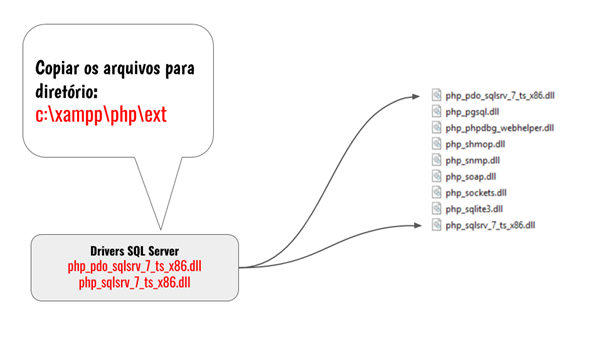 Copiar os arquivos para
diretório:
c:\xampp\php\ext
Drivers SQL Server
php_pdo_sqlsrv_7_ts_x86.dll
php_sqlsrv_7_ts_x86.dll
php_pdo_sqlsrv_7_ts_x86.dll
php_pgsql.dll
php_phpdbg_webhelper.dll
php_shmop.dll
php_snmp.dll
php_soap.dll
php_sockets.dll
php_sqlite3.dll
php_sqlsrv_7_ts_x86.dll